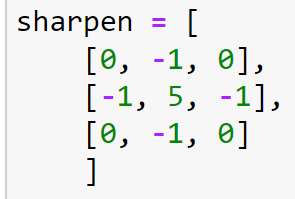 sharpen = [
    [0, -1, 0],
    [-1, 5, -1],
    [0, -1, 0]
    ]